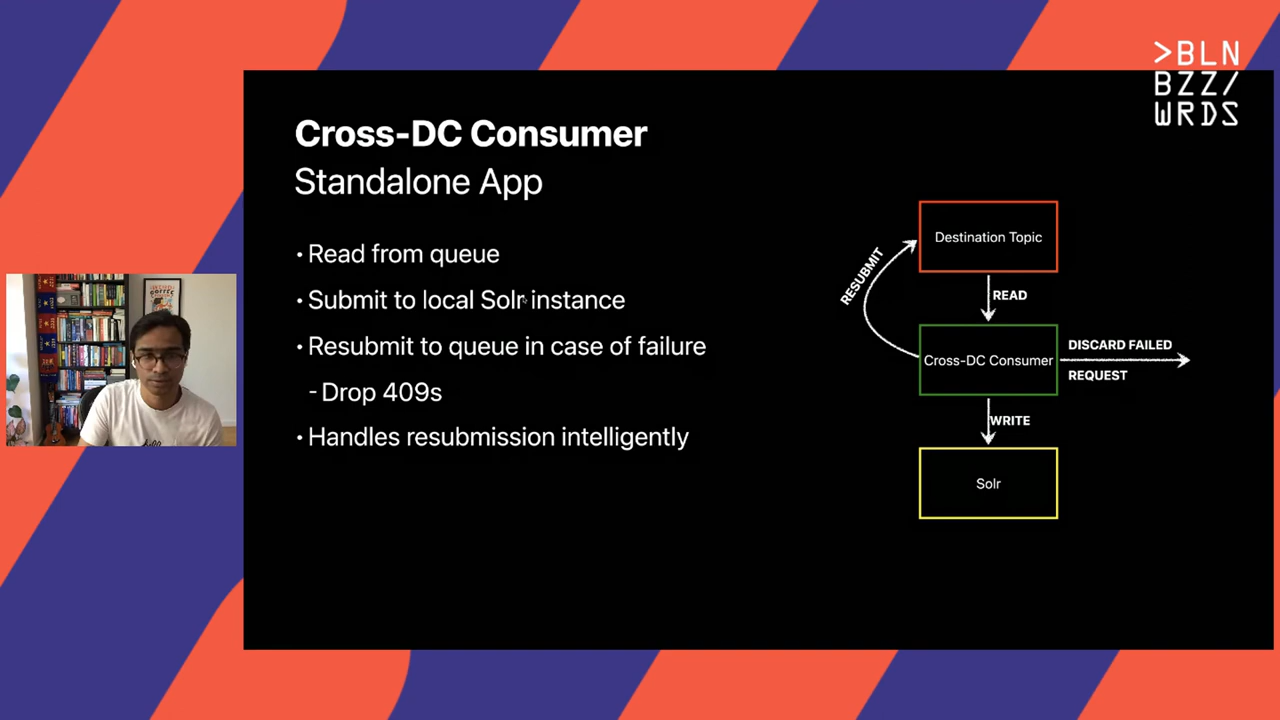 >BLN
BZZ/
WRDS
Cross-DC Consumer
Standalone App
• Read from queue
• Submit to local Solr instance
• Resubmit to queue in case of failure
- Drop 409s
• Handles resubmission intelligently
Destination Topic
RESUBMIT
READ
Cross-DC Consumer
DISCARD FAILED
REQUEST
WRITE
Solr